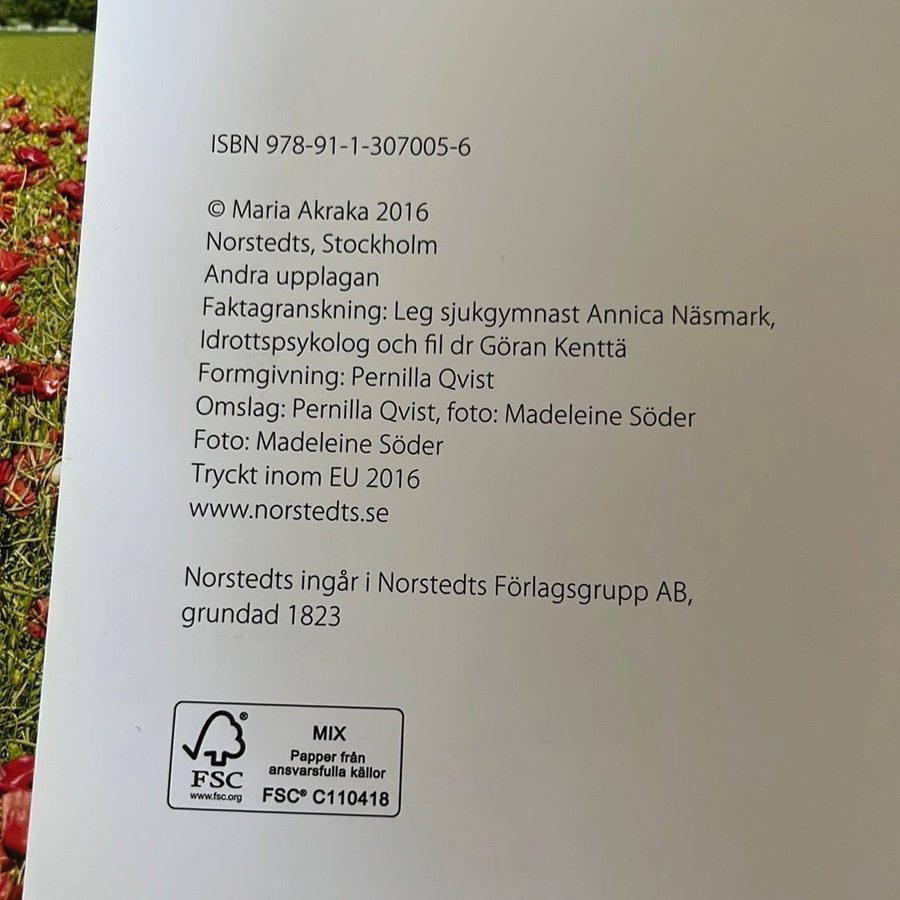 ISBN 978-91-1-307005-6
© Maria Akraka 2016
Norstedts, Stockholm
Andra upplagan
Faktagranskning: Leg sjukgymnast Annica Näsmark,
Idrottspsykolog och fil dr Göran Kenttä
Formgivning: Pernilla Qvist
Omslag: Pernilla Qvist, foto: Madeleine Söder
Foto: Madeleine Söder
Tryckt inom EU 2016
www.norstedts.se
Norstedts ingår i Norstedts Förlagsgrupp AB,
grundad 1823
®
FSC
www.fsc.org
MIX
Papper från
ansvarsfulla källor
FSC® C110418